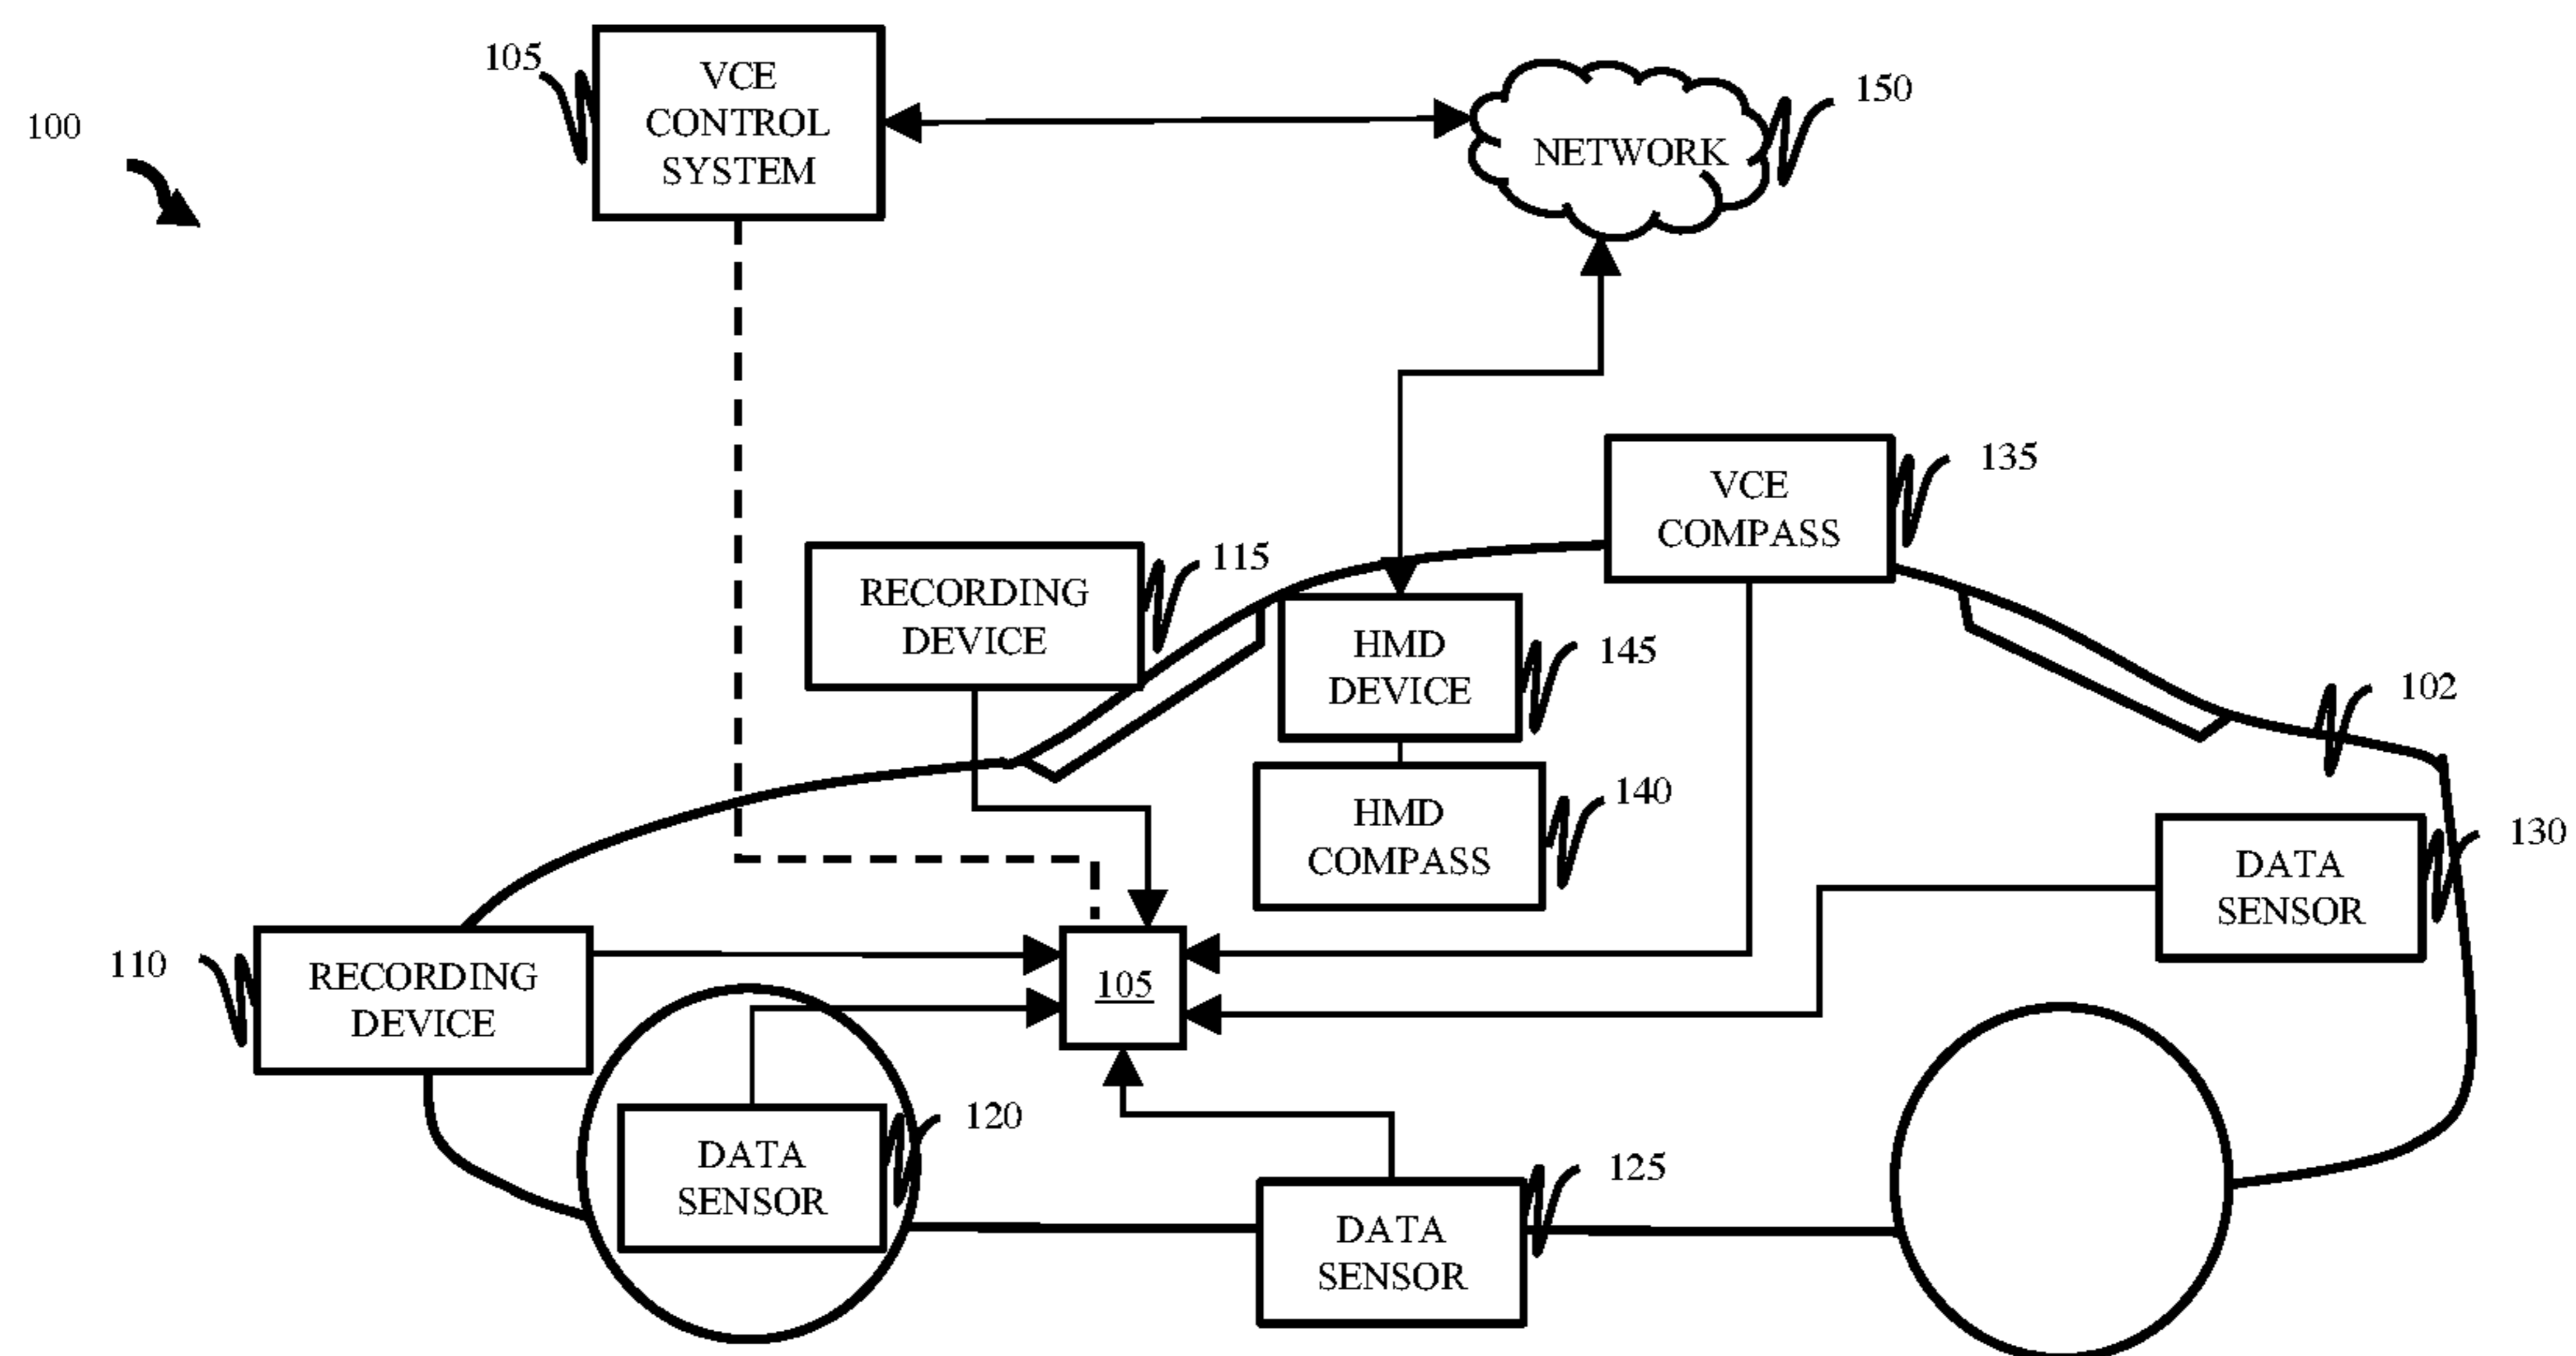 100
105
VCE
CONTROL
SYSTEM
NETWORK
150
VCE
COMPASS
135
RECORDING
DEVICE
115
HMD
DEVICE
145
102
HMD
COMPASS
140
DATA
SENSOR
130
110
RECORDING
DEVICE
105
DATA
SENSOR
120
DATA
SENSOR
125